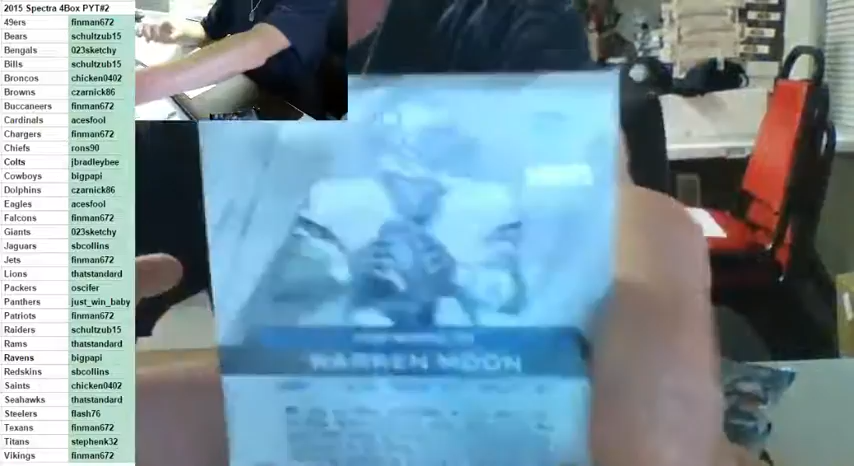 2015 Spectra 4Box PYT#2
49ers finman672
Bears schultzub15
Bengals 023sketchy
Bills schultzub15
Broncos chicken0402
Browns czarnick86
Buccaneers finman672
Cardinals acesfool
Chargers finman672
Chiefs rons90
Colts jbradleybee
Cowboys bigpapi
Dolphins czarnick86
Eagles acesfool
Falcons finman672
Giants 023sketchy
Jaguars sbcollins
Jets finman672
Lions thatstandard
Packers oscifer
Panthers just_win_baby
Patriots finman672
Raiders schultzub15
Rams thatstandard
Ravens bigpapi
Redskins sbcollins
Saints chicken0402
Seahawks thatstandard
Steelers flash76
Texans finman672
Titans stephenk32
Vikings finman672
WARREN MOON